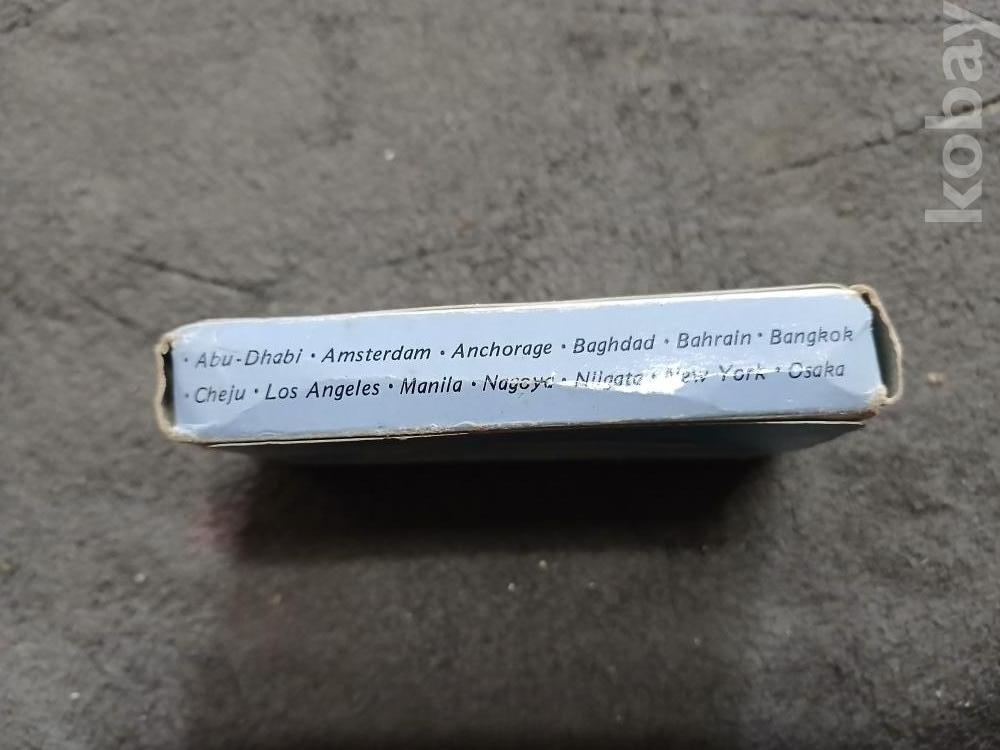 · Abu-Dhabi · Amsterdam · Anchorage · Baghdad · Bahrain · Bangkok
· Cheju · Los Angeles · Manila · Nagoya · Niigata · New York · Osaka
kobay